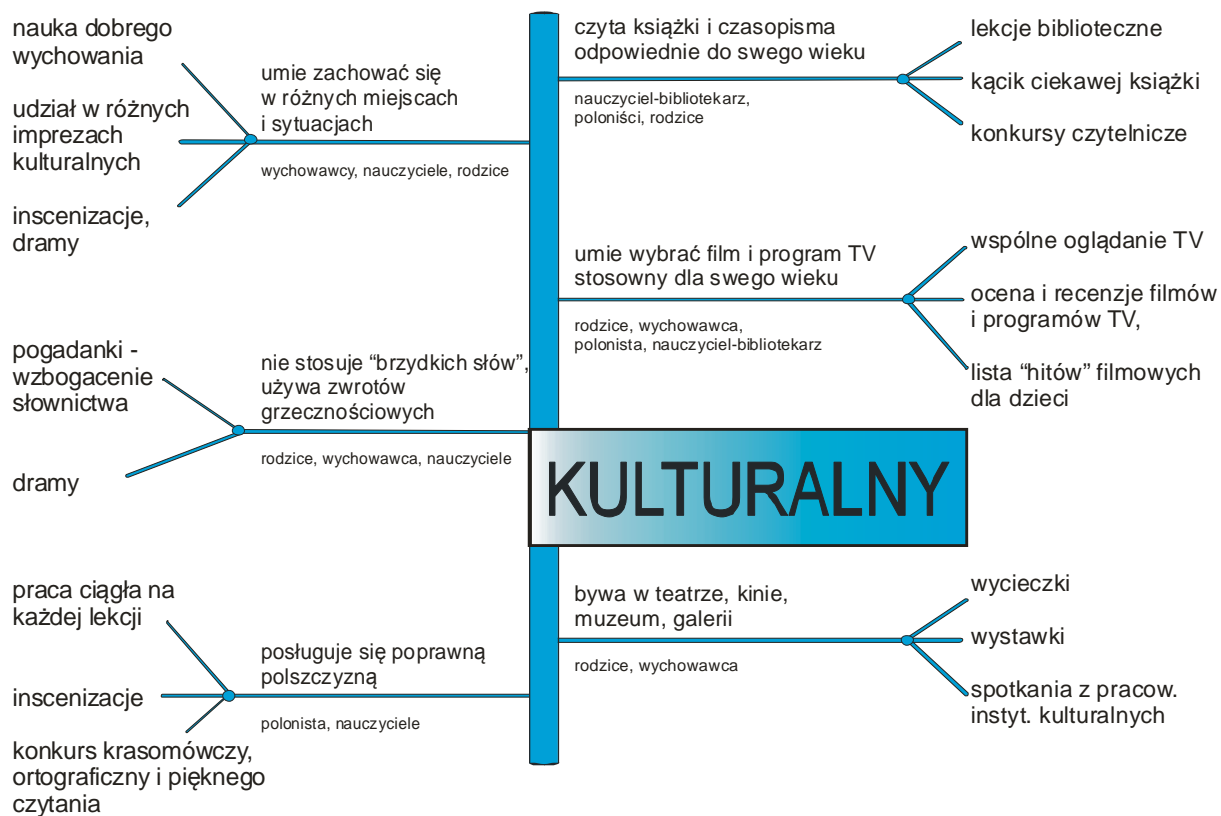 nauka dobrego
wychowania
udział w różnych
imprezach
kulturalnych
inscenizacje,
dramy
umie zachować się
w różnych miejscach
i sytuacjach
wychowawcy, nauczyciele, rodzice
pogadanki -
wzbogacenie
słownictwa
dramy
nie stosuje “brzydkich słów”,
używa zwrotów
grzecznościowych
rodzice, wychowawca, nauczyciele
praca ciągła na
każdej lekcji
inscenizacje
konkurs krasomówczy,
ortograficzny i pięknego
czytania
posługuje się poprawną
polszczyzną
polonista, nauczyciele
czyta książki i czasopisma
odpowiednie do swego wieku
nauczyciel-bibliotekarz,
poloniści, rodzice
lekcje biblioteczne
kącik ciekawej książki
konkursy czytelnicze
umie wybrać film i program TV
stosowny dla swego wieku
rodzice, wychowawca,
polonista, nauczyciel-bibliotekarz
wspólne oglądanie TV
ocena i recenzje filmów
i programów TV,
lista “hitów” filmowych
dla dzieci
KULTURALNY
bywa w teatrze, kinie,
muzeum, galerii
rodzice, wychowawca
wycieczki
wystawki
spotkania z pracow.
instyt. kulturalnych